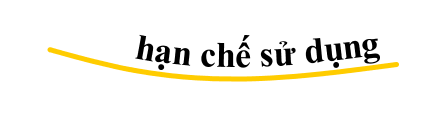 hạn chế sử dụng